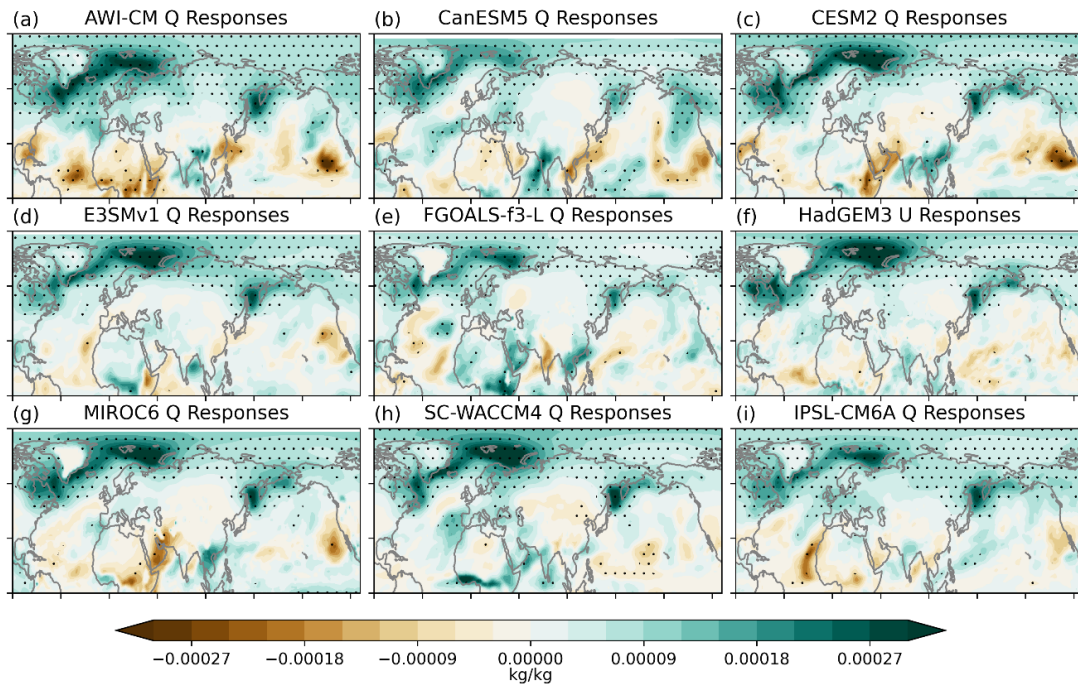 (a) AWI-CM Q Responses
(b) CanESM5 Q Responses
(c) CESM2 Q Responses
(d) E3SMv1 Q Responses
(e) FGOALS-f3-L Q Responses
(f) HadGEM3 U Responses
(g) MIROC6 Q Responses
(h) SC-WACCM4 Q Responses
(i) IPSL-CM6A Q Responses
−0.00027 −0.00018 −0.00009 0.00000 0.00009 0.00018 0.00027
kg/kg